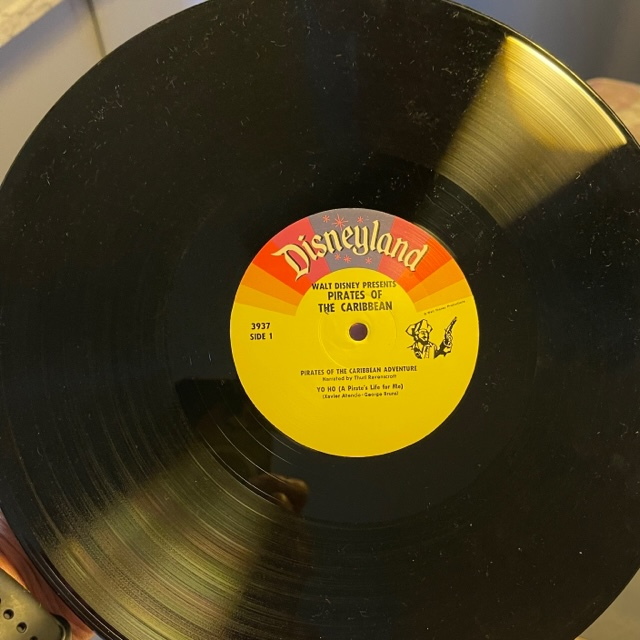 Disneyland
WALT DISNEY PRESENTS
PIRATES OF
THE CARIBBEAN
3937
SIDE 1
PIRATES OF THE CARIBBEAN ADVENTURE
Narrated by Thurl Ravenscroft
YO HO (A Pirate's Life for Me)
(Xavier Atencio - George Bruns)